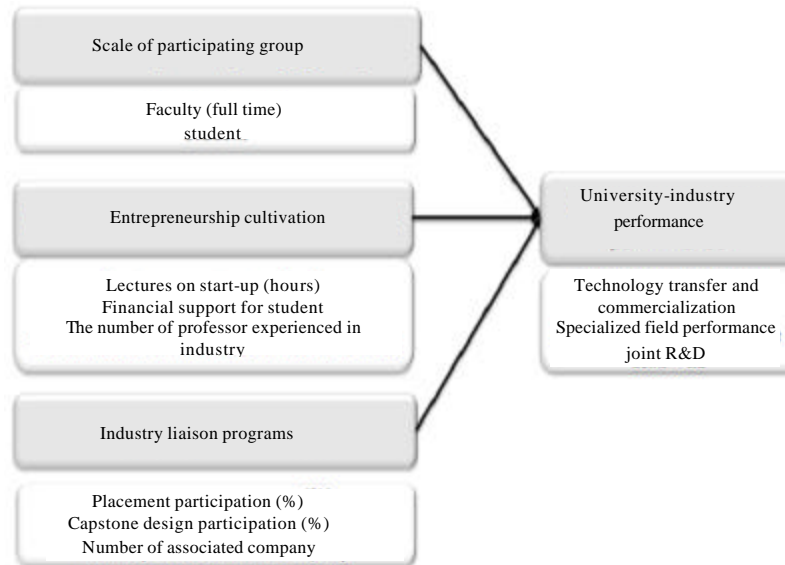 Scale of participating group
Faculty (full time)
student
Entrepreneurship cultivation
Lectures on start-up (hours)
Financial support for student
The number of professor experienced in
industry
Industry liaison programs
Placement participation (%)
Capstone design participation (%)
Number of associated company
University-industry
performance
Technology transfer and
commercialization
Specialized field performance
joint R&D